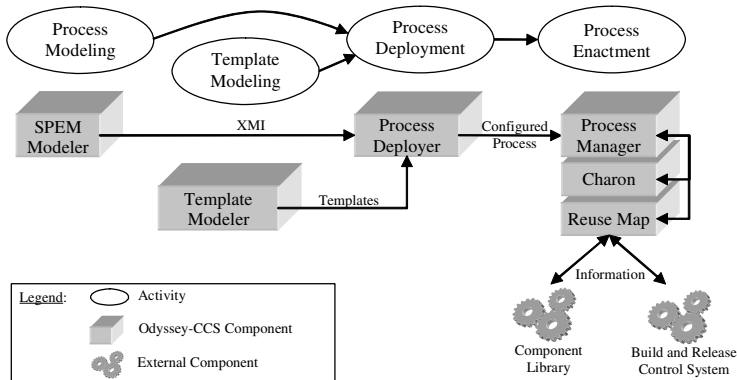 Process
Modeling
Template
Modeling
Process
Deployment
Process
Enactment
SPEM
Modeler
XMI
Process
Deployer
Configured
Process
Process
Manager
Charon
Reuse Map
Template
Modeler
Templates
Information
Component
Library
Build and Release
Control System
Legend:
Activity
Odyssey-CCS Component
External Component